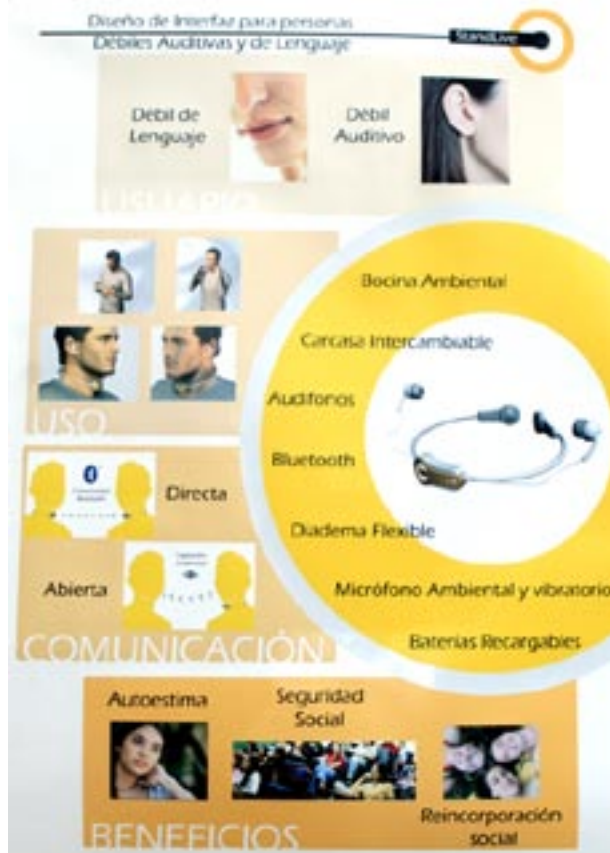 Diseño de Interfaz para personas
Débiles Auditivas y de Lenguaje
StandLive
Débil de
Lenguaje
Débil
Auditivo
USUARIO
Bocina Ambiental
Carcasa Intercambiable
Audífonos
Bluetooth
Diadema Flexible
Micrófono Ambiental y vibratorio
Baterías Recargables
USO
Directa
Abierta
COMUNICACIÓN
Autoestima
Seguridad
Social
Reincorporación
social
BENEFICIOS